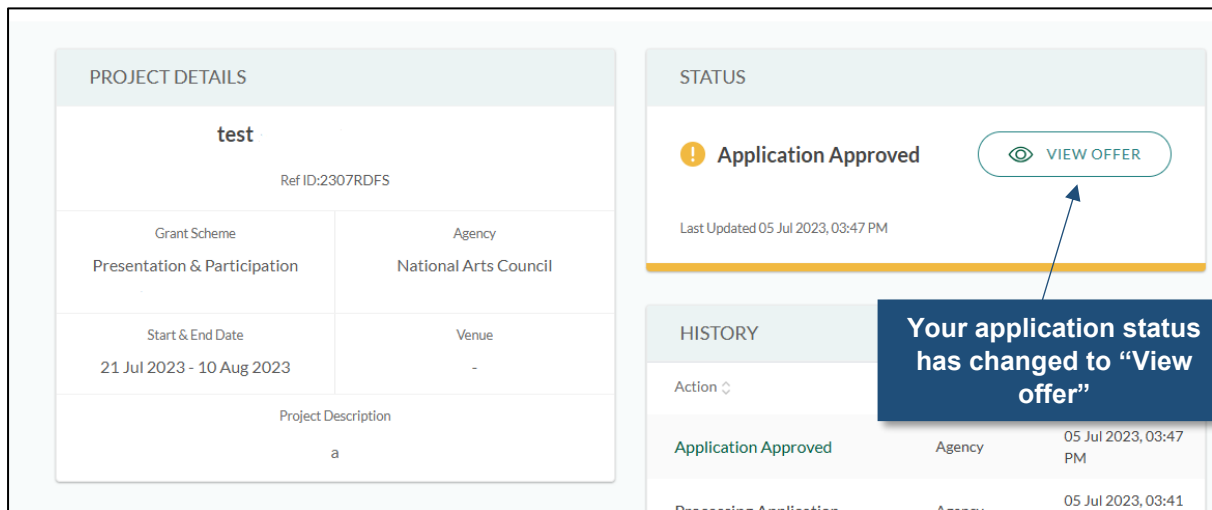 PROJECT DETAILS
test
Ref ID:2307RDFS
Grant Scheme
Presentation & Participation
Agency
National Arts Council
Start & End Date
21 Jul 2023 - 10 Aug 2023
Venue
-
Project Description
a
STATUS
Application Approved
VIEW OFFER
Last Updated 05 Jul 2023, 03:47 PM
Your application status
has changed to “View
offer”
HISTORY
Action
Application Approved
Agency
05 Jul 2023, 03:47
PM
Processing Application
Agency
05 Jul 2023, 03:41